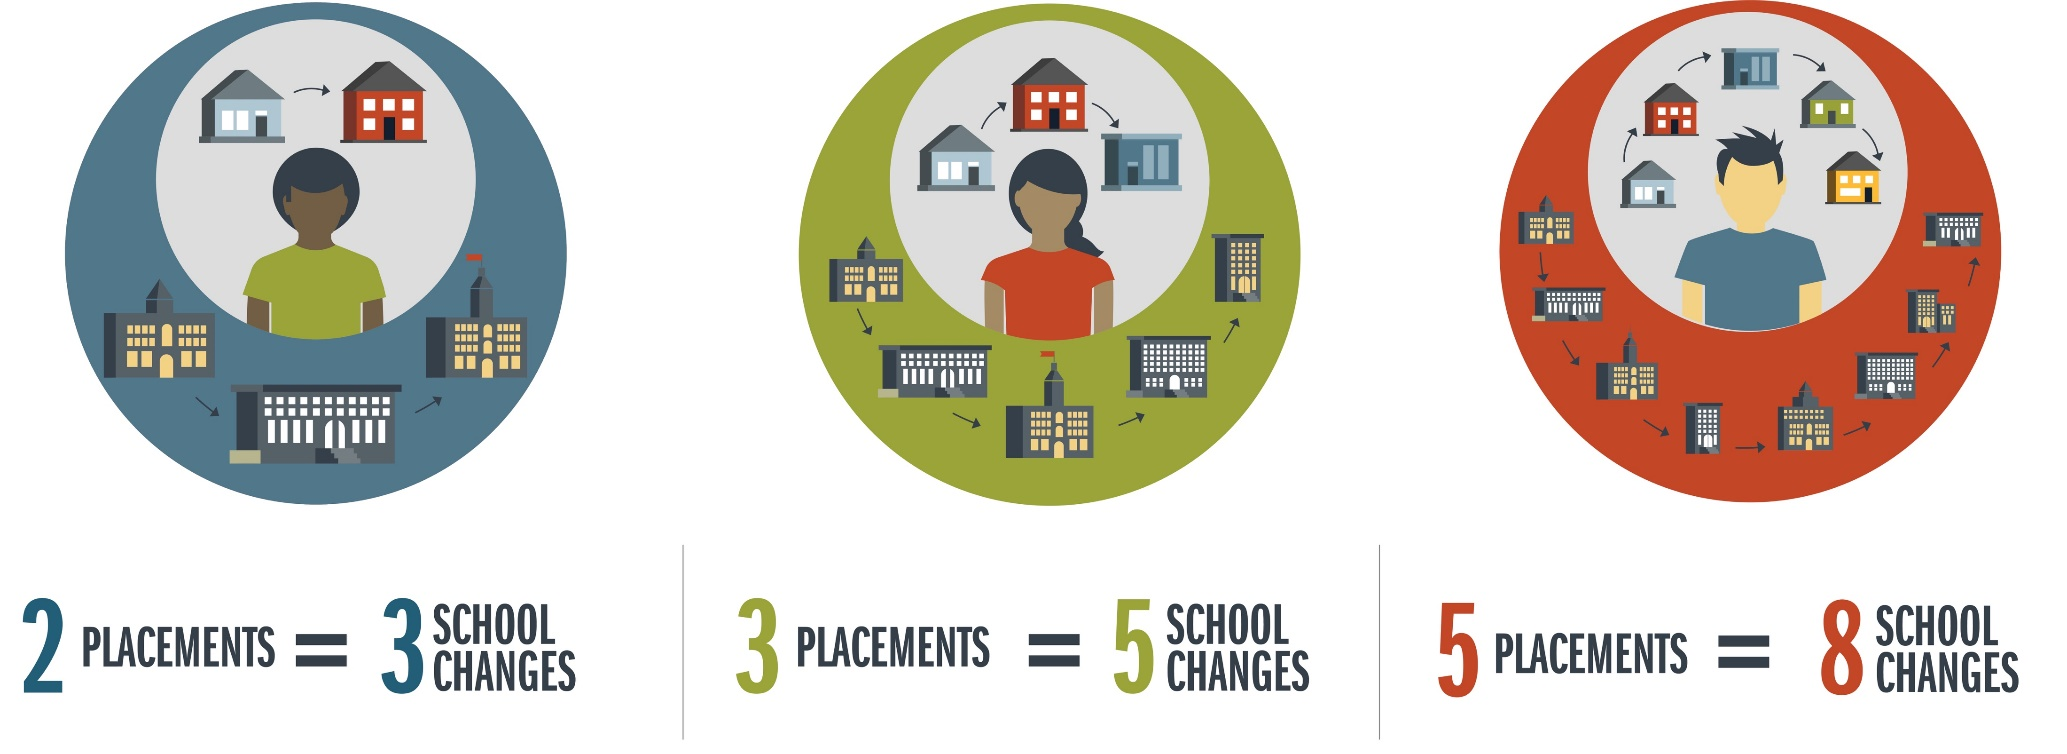 2 PLACEMENTS = 3 SCHOOL
CHANGES
3 PLACEMENTS = 5 SCHOOL
CHANGES
5 PLACEMENTS = 8 SCHOOL
CHANGES